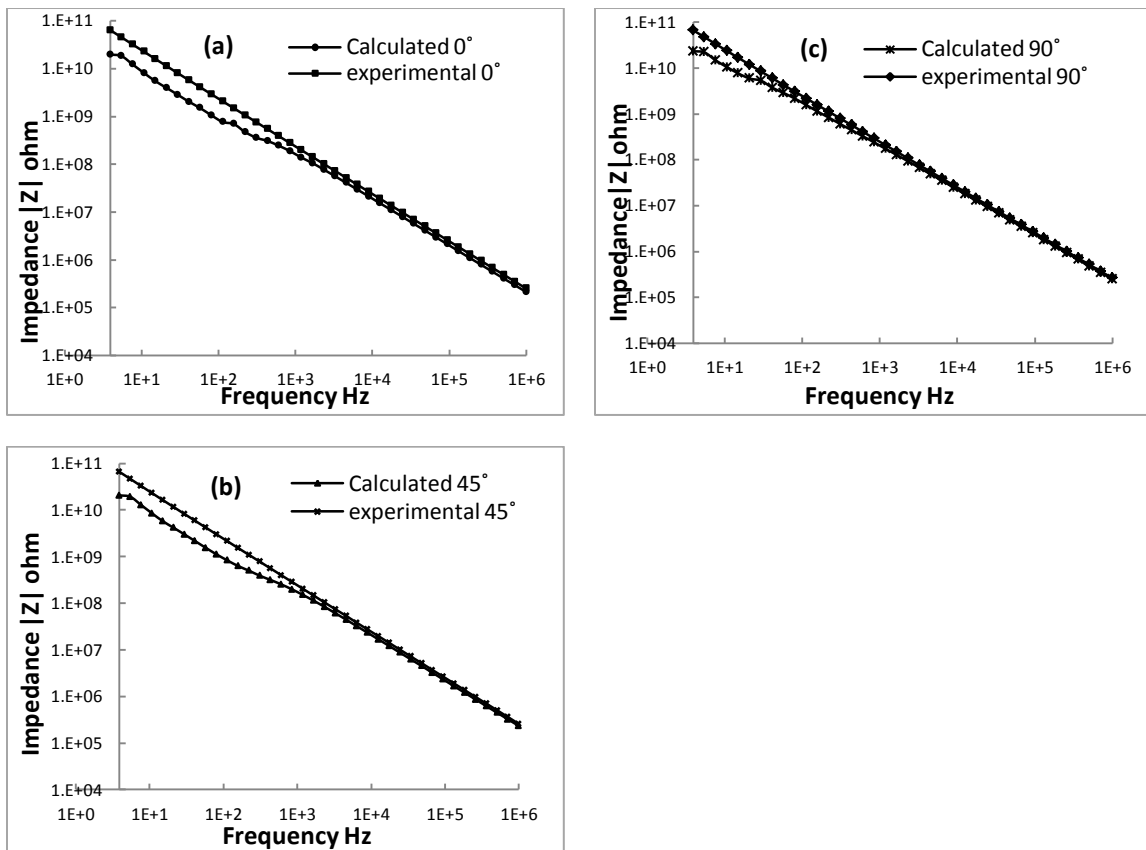 (a)
Calculated 0˚
experimental 0˚
Impedance |Z| ohm
1.E+11
1.E+10
1.E+09
1.E+08
1.E+07
1.E+06
1.E+05
1.E+04
1E+0 1E+1 1E+2 1E+3 1E+4 1E+5 1E+6
Frequency Hz
(c)
Calculated 90˚
experimental 90˚
Impedance |Z| ohm
1.E+11
1.E+10
1.E+09
1.E+08
1.E+07
1.E+06
1.E+05
1.E+04
1E+0 1E+1 1E+2 1E+3 1E+4 1E+5 1E+6
Frequency Hz
(b)
Calculated 45˚
experimental 45˚
Impedance |Z| ohm
1.E+11
1.E+10
1.E+09
1.E+08
1.E+07
1.E+06
1.E+05
1.E+04
1E+0 1E+1 1E+2 1E+3 1E+4 1E+5 1E+6
Frequency Hz